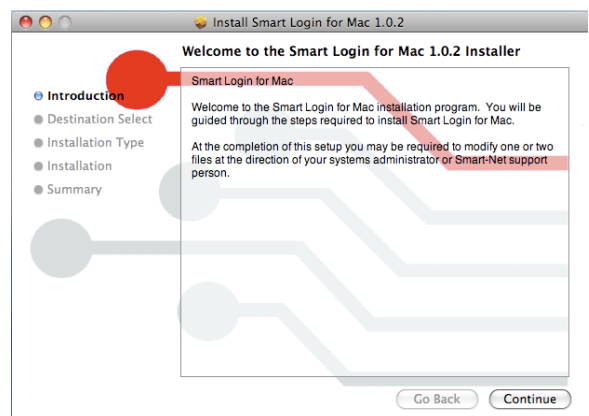 Install Smart Login for Mac 1.0.2
Welcome to the Smart Login for Mac 1.0.2 Installer
Introduction
Destination Select
Installation Type
Installation
Summary
Smart Login for Mac
Welcome to the Smart Login for Mac installation program. You will be
guided through the steps required to install Smart Login for Mac.
At the completion of this setup you may be required to modify one or two
files at the direction of your systems administrator or Smart-Net support
person.
Go Back
Continue